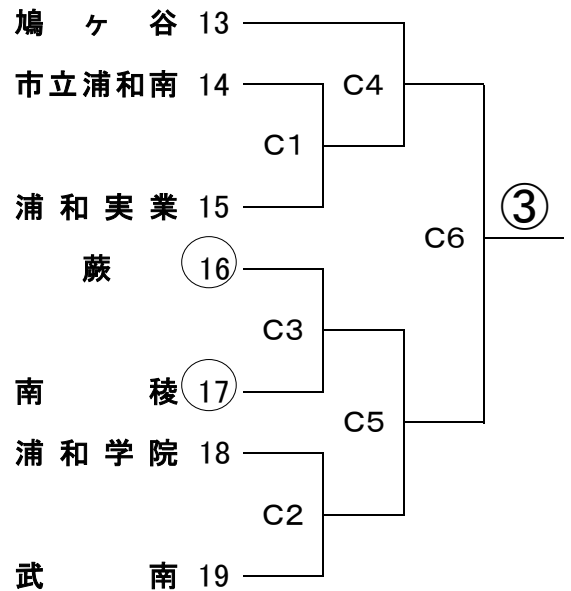 鳩ヶ谷 13
市立浦和南 14
C4
C1
浦和実業 15
③
C6
蕨 16
C3
南稜 17
C5
浦和学院 18
C2
武南 19